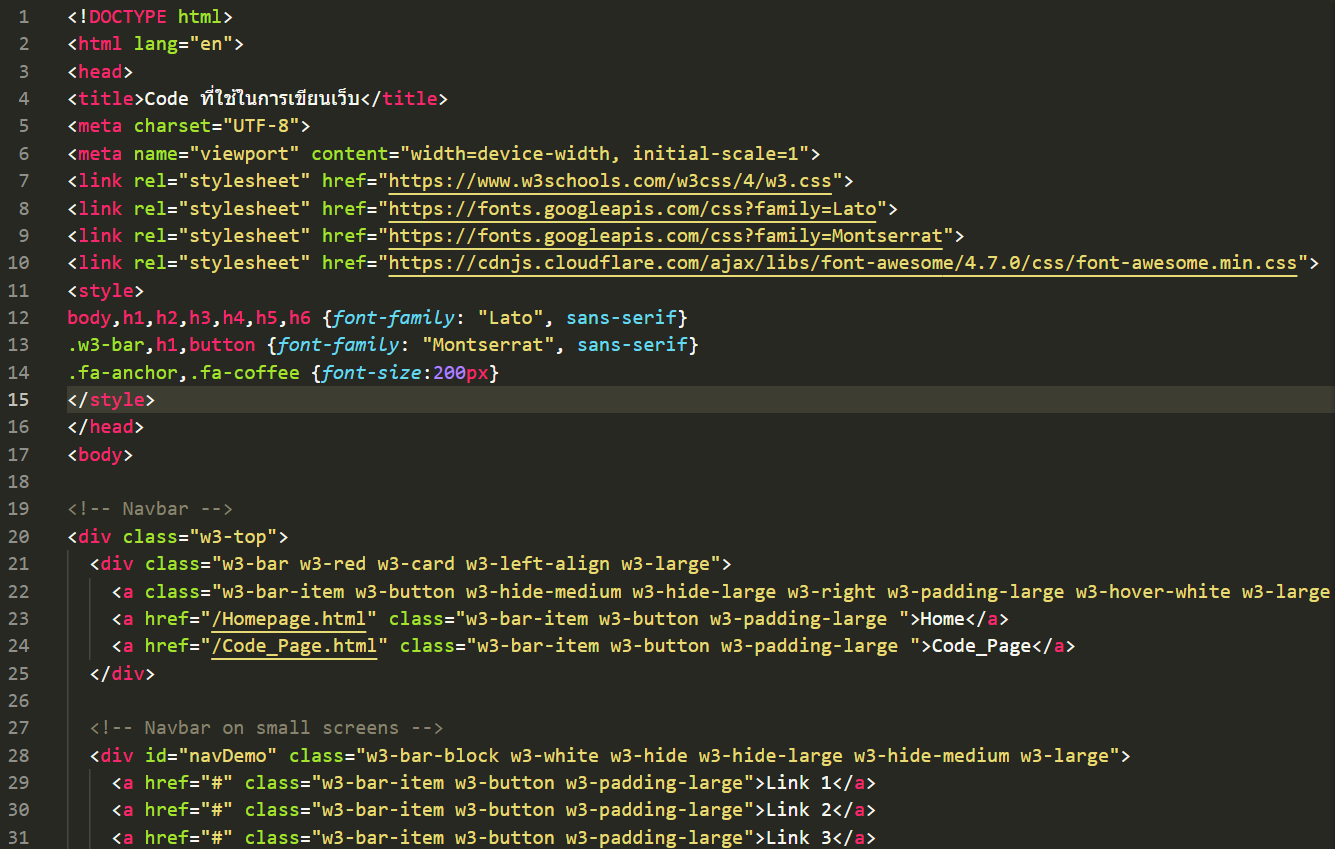 1 <!DOCTYPE html>
2 <html lang="en">
3 <head>
4 <title>Code ที่ใช้ในการเขียนเว็บ</title>
5 <meta charset="UTF-8">
6 <meta name="viewport" content="width=device-width, initial-scale=1">
7 <link rel="stylesheet" href="https://www.w3schools.com/w3css/4/w3.css">
8 <link rel="stylesheet" href="https://fonts.googleapis.com/css?family=Lato">
9 <link rel="stylesheet" href="https://fonts.googleapis.com/css?family=Montserrat">
10 <link rel="stylesheet" href="https://cdnjs.cloudflare.com/ajax/libs/font-awesome/4.7.0/css/font-awesome.min.css">
11 <style>
12 body,h1,h2,h3,h4,h5,h6 {font-family: "Lato", sans-serif}
13 .w3-bar,h1,button {font-family: "Montserrat", sans-serif}
14 .fa-anchor,.fa-coffee {font-size:200px}
15 </style>
16 </head>
17 <body>
18
19 <!-- Navbar -->
20 <div class="w3-top">
21   <div class="w3-bar w3-red w3-card w3-left-align w3-large">
22     <a class="w3-bar-item w3-button w3-hide-medium w3-hide-large w3-right w3-padding-large w3-hover-white w3-large
23     <a href="/Homepage.html" class="w3-bar-item w3-button w3-padding-large ">Home</a>
24     <a href="/Code_Page.html" class="w3-bar-item w3-button w3-padding-large ">Code_Page</a>
25   </div>
26
27   <!-- Navbar on small screens -->
28   <div id="navDemo" class="w3-bar-block w3-white w3-hide w3-hide-large w3-hide-medium w3-large">
29     <a href="#" class="w3-bar-item w3-button w3-padding-large">Link 1</a>
30     <a href="#" class="w3-bar-item w3-button w3-padding-large">Link 2</a>
31     <a href="#" class="w3-bar-item w3-button w3-padding-large">Link 3</a>